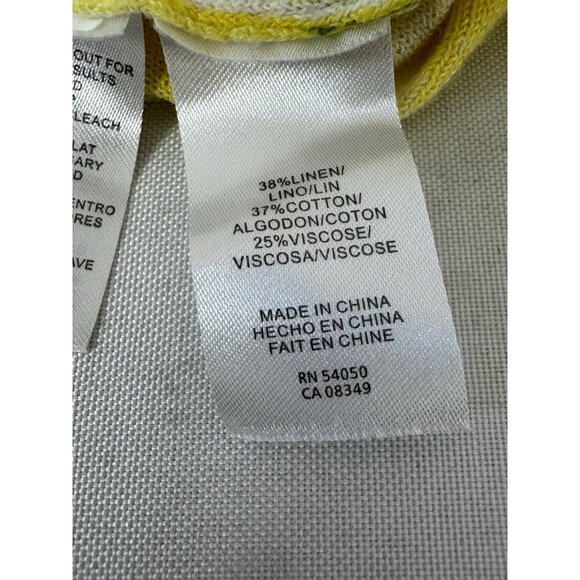 OUT FOR
SULTS
LEACH
LAT
ARY
ENTRO
ORES
AVE
38%LINEN/
LINO/LIN
37%COTTON/
ALGODON/COTON
25%VISCOSE/
VISCOSA/VISCOSE
MADE IN CHINA
HECHO EN CHINA
FAIT EN CHINE
RN 54050
CA 08349